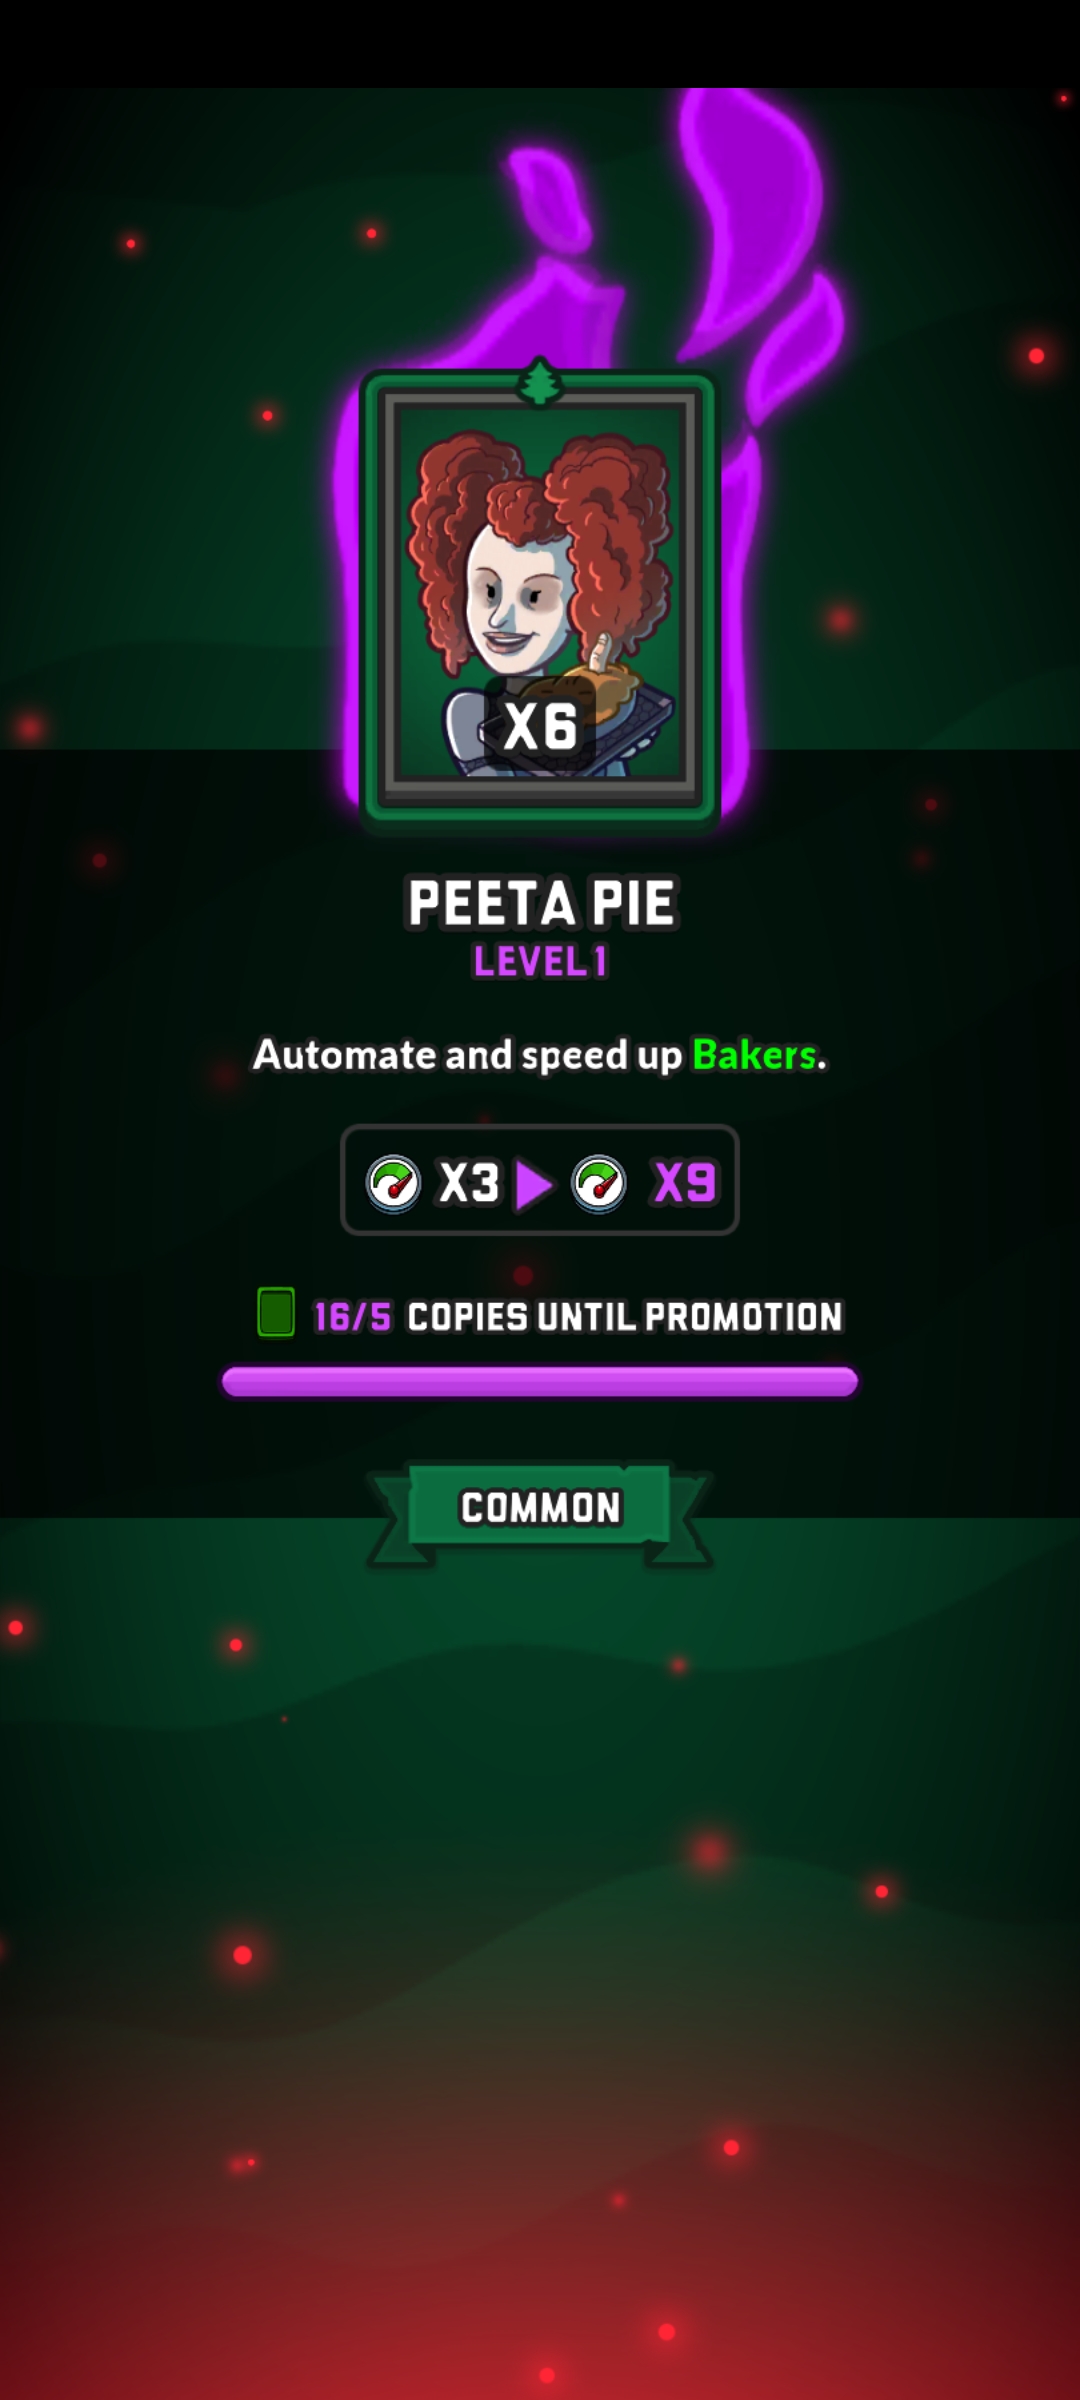 X6
PEETA PIE
LEVEL 1
Automate and speed up Bakers.
X3 X9
16/5 COPIES UNTIL PROMOTION
COMMON